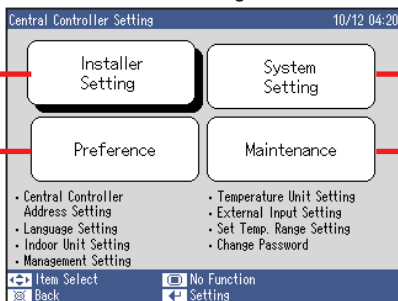 Central Controller Setting 10/12 04:20
Installer
Setting
System
Setting
Preference
Maintenance
• Central Controller
Address Setting
• Language Setting
• Indoor Unit Setting
• Management Setting
• Temperature Unit Setting
• External Input Setting
• Set Temp. Range Setting
• Change Password
Item Select No Function
Back Setting